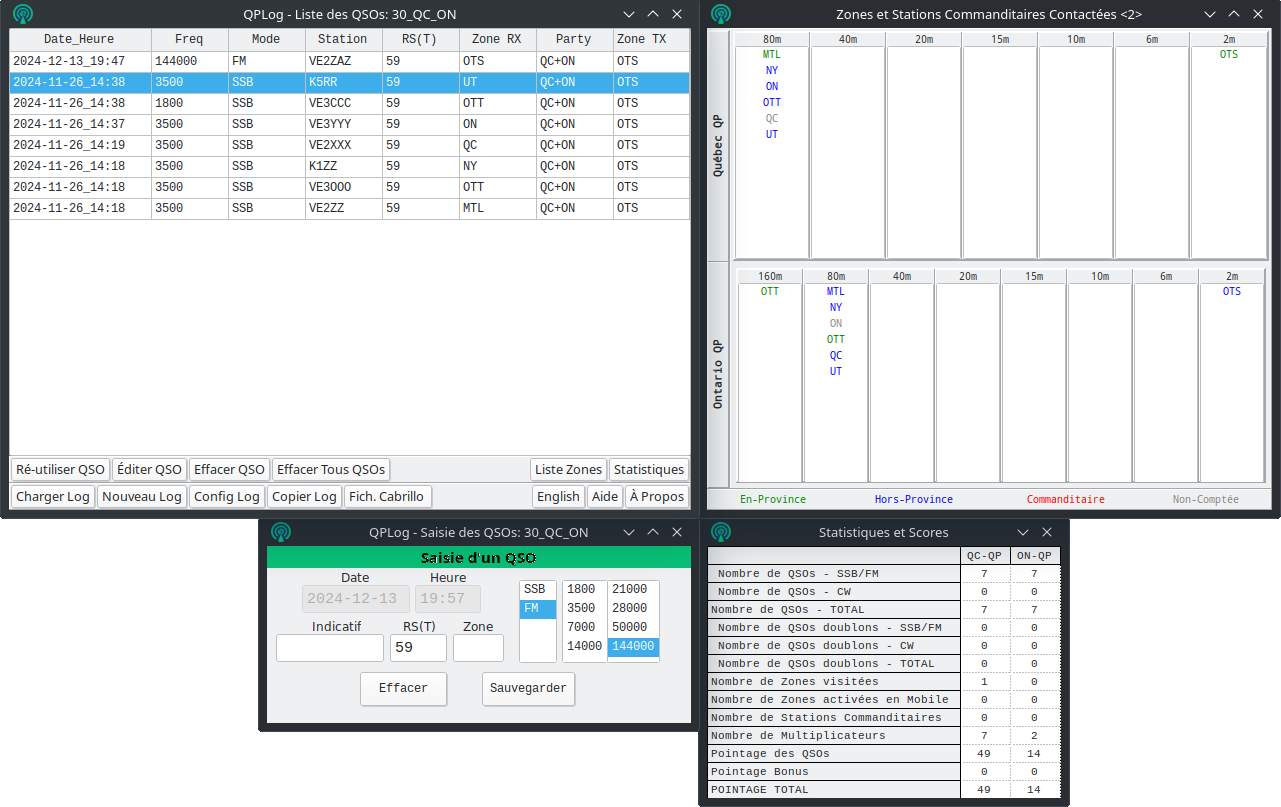 QPLog - Liste des QSOs: 30_QC_ON
Date_Heure Freq Mode Station RS(T) Zone RX Party Zone TX
2024-12-13_19:47 144000 FM VE2ZAZ 59 OTS QC+ON OTS
2024-11-26_14:38 3500 SSB K5RR 59 UT QC+ON OTS
2024-11-26_14:38 1800 SSB VE3CCC 59 OTT QC+ON OTS
2024-11-26_14:37 3500 SSB VE3YYY 59 ON QC+ON OTS
2024-11-26_14:19 3500 SSB VE2XXX 59 QC QC+ON OTS
2024-11-26_14:18 3500 SSB K1ZZ 59 NY QC+ON OTS
2024-11-26_14:18 3500 SSB VE3OOO 59 OTT QC+ON OTS
2024-11-26_14:18 3500 SSB VE2ZZ 59 MTL QC+ON OTS
Ré-utiliser QSO Éditer QSO Effacer QSO Effacer Tous QSOs Liste Zones Statistiques
Charger Log Nouveau Log Config Log Copier Log Fich. Cabrillo English Aide À Propos
Zones et Stations Commanditaires Contactées <2>
Québec QP
80m 40m 20m 15m 10m 6m 2m
MTL OTS
NY
ON
OTT
QC
UT
Ontario QP
160m 80m 40m 20m 15m 10m 6m 2m
OTT MTL OTS
NY
ON
OTT
QC
UT
En-Province Hors-Province Commanditaire Non-Comptée
QPLog - Saisie des QSOs: 30_QC_ON
Saisie d'un QSO
Date Heure
2024-12-13 19:57
Indicatif RS(T) Zone
59
SSB 1800 21000
FM 3500 28000
7000 50000
14000 144000
Effacer Sauvegarder
Statistiques et Scores
QC-QP ON-QP
Nombre de QSOs - SSB/FM 7 7
Nombre de QSOs - CW 0 0
Nombre de QSOs - TOTAL 7 7
Nombre de QSOs doublons - SSB/FM 0 0
Nombre de QSOs doublons - CW 0 0
Nombre de QSOs doublons - TOTAL 0 0
Nombre de Zones visitées 1 0
Nombre de Zones activées en Mobile 0 0
Nombre de Stations Commanditaires 0 0
Nombre de Multiplicateurs 7 2
Pointage des QSOs 49 14
Pointage Bonus 0 0
POINTAGE TOTAL 49 14